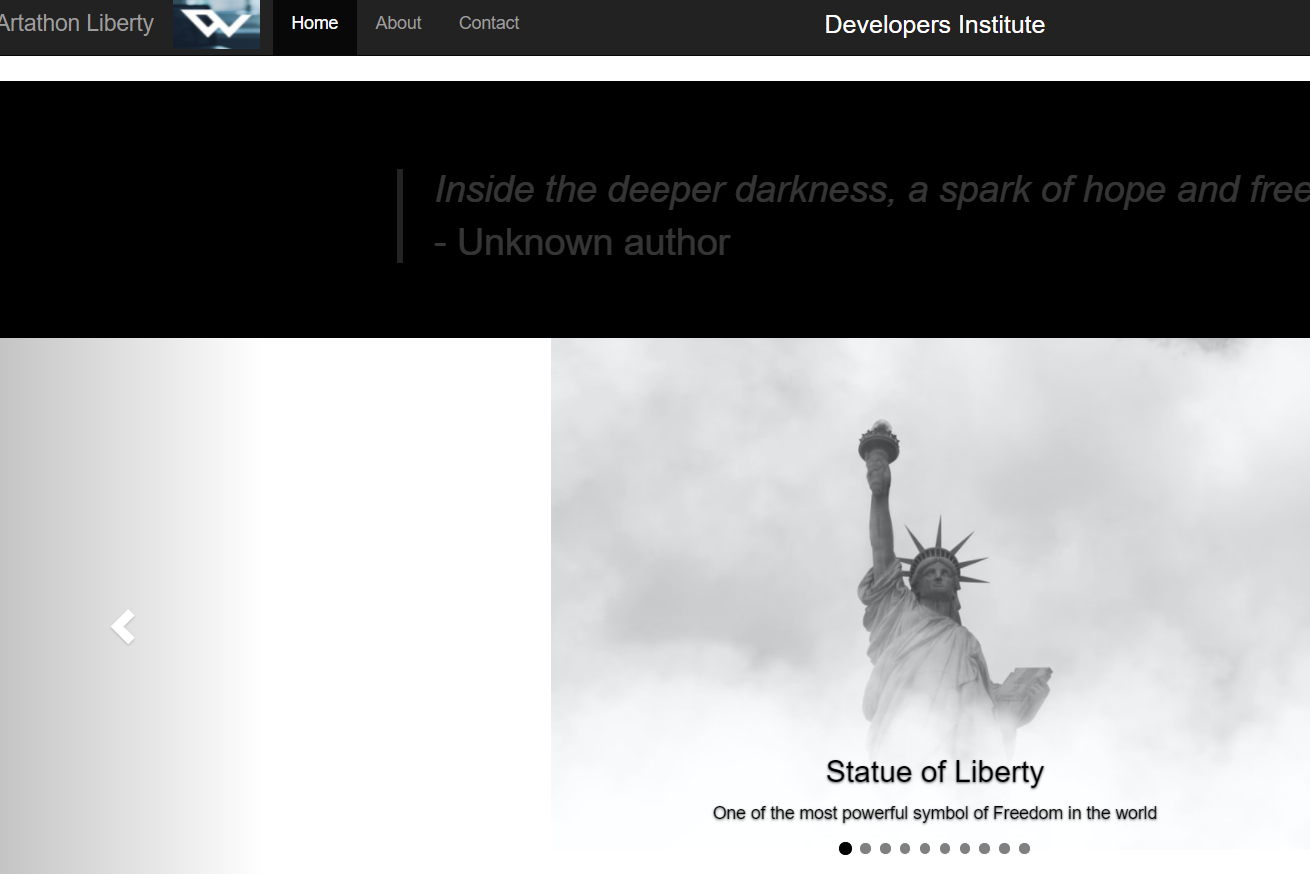 Artathon Liberty
Home About Contact
Developers Institute
Inside the deeper darkness, a spark of hope and free
- Unknown author
Statue of Liberty
One of the most powerful symbol of Freedom in the world